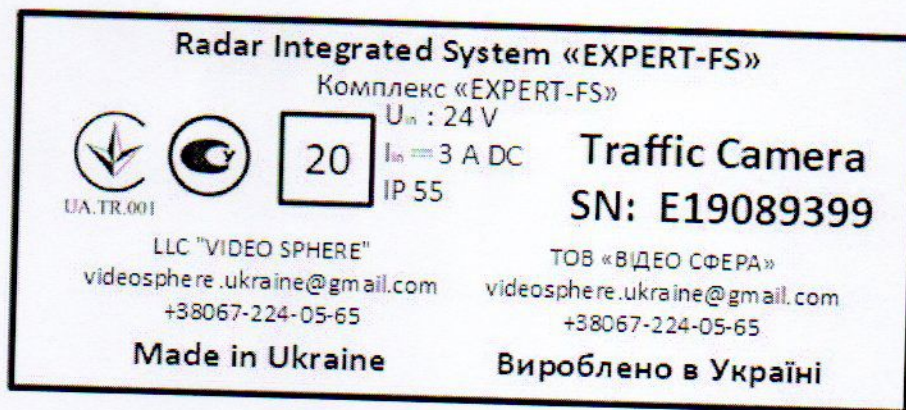 Radar Integrated System «EXPERT-FS»
Комплекс «EXPERT-FS»
Uin : 24 V
Iin == 3 A DC
IP 55
20
UA.TR.001
Traffic Camera
SN: E19089399
LLC "VIDEO SPHERE"
videosphere.ukraine@gmail.com
+38067-224-05-65
Made in Ukraine
ТОВ «ВІДЕО СФЕРА»
videosphere.ukraine@gmail.com
+38067-224-05-65
Вироблено в Україні